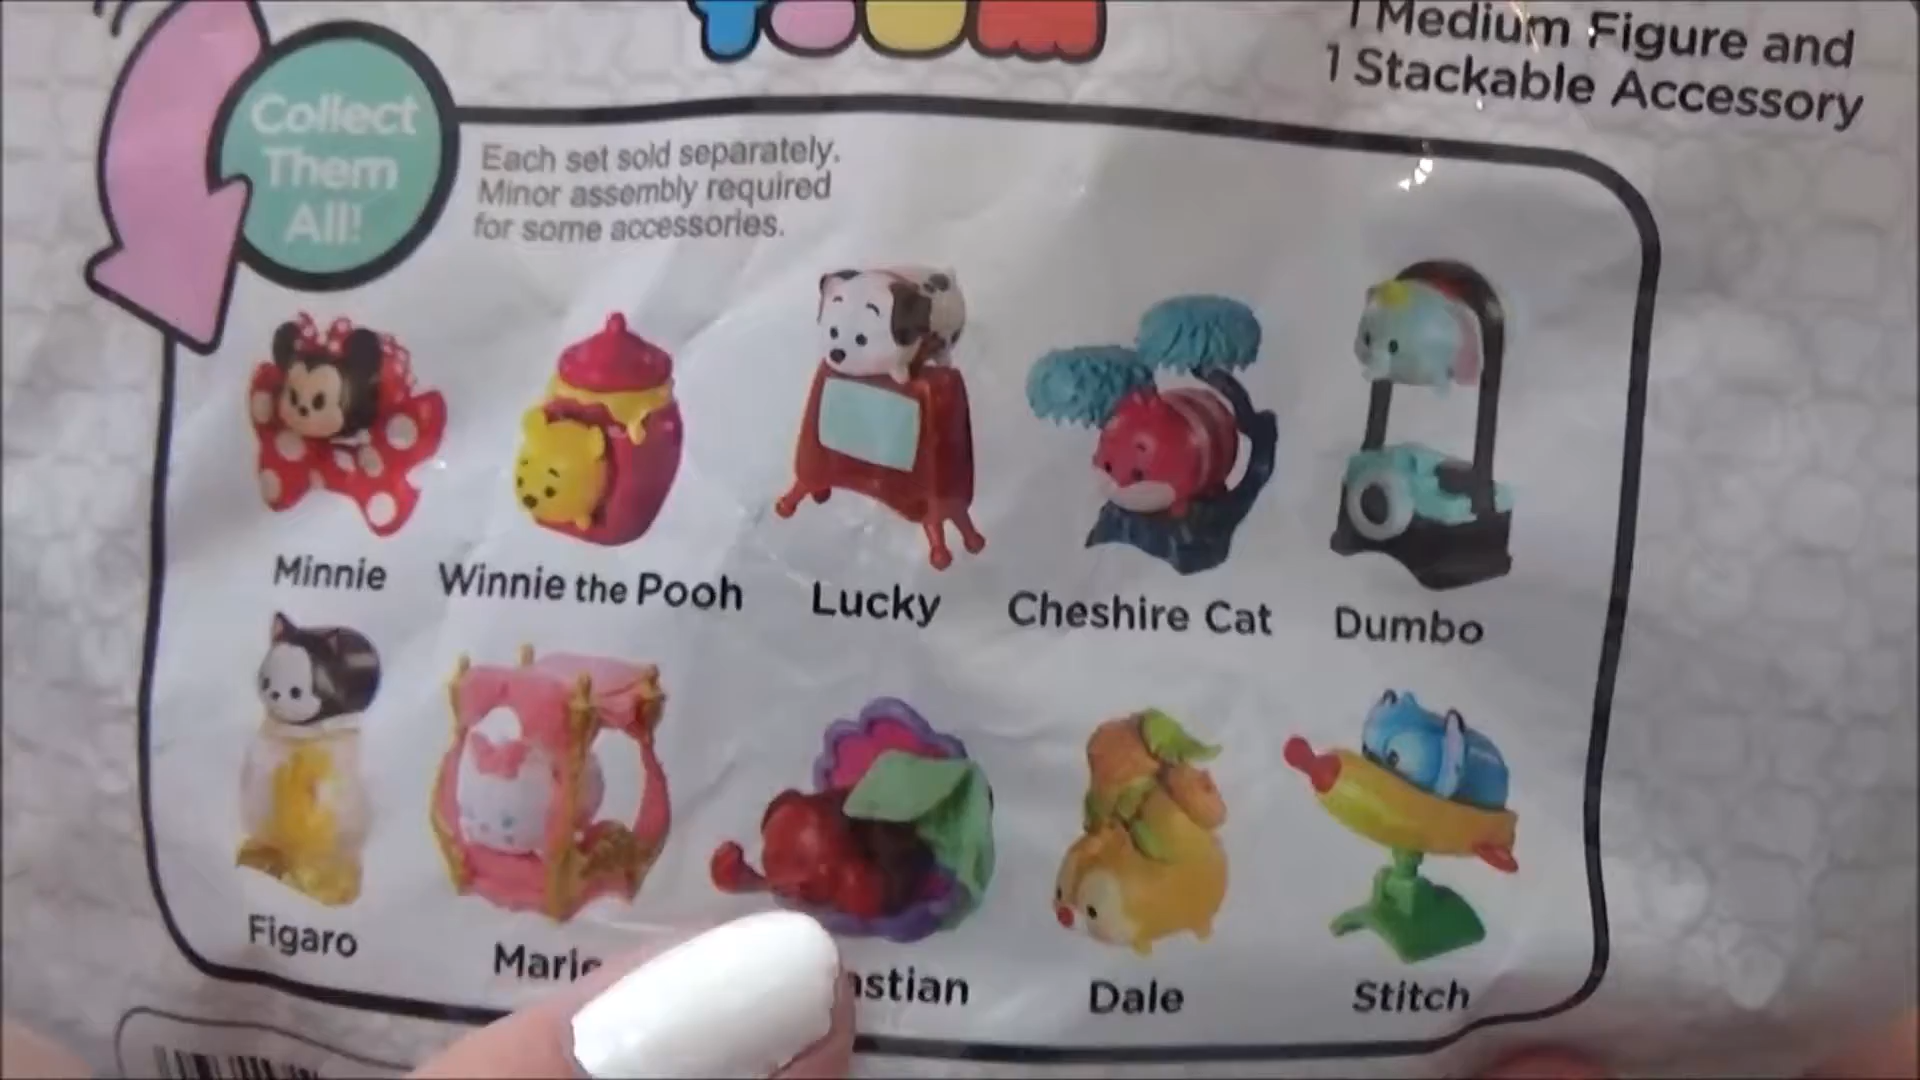 1 Medium Figure and
1 Stackable Accessory
Collect
Them
All!
Each set sold separately.
Minor assembly required
for some accessories.
Minnie
Winnie the Pooh
Lucky
Cheshire Cat
Dumbo
Figaro
Dale
Stitch